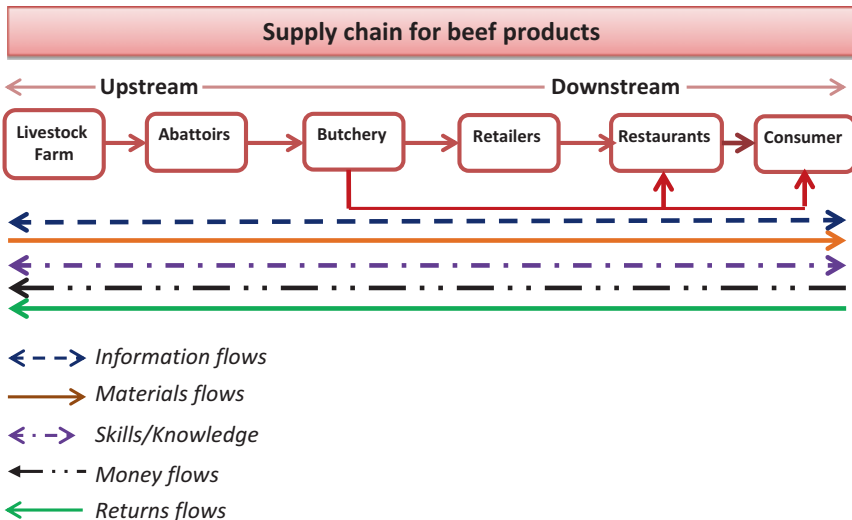 Supply chain for beef products
Upstream Downstream
Livestock
Farm
Abattoirs
Butchery
Retailers
Restaurants
Consumer
Information flows
Materials flows
Skills/Knowledge
Money flows
Returns flows